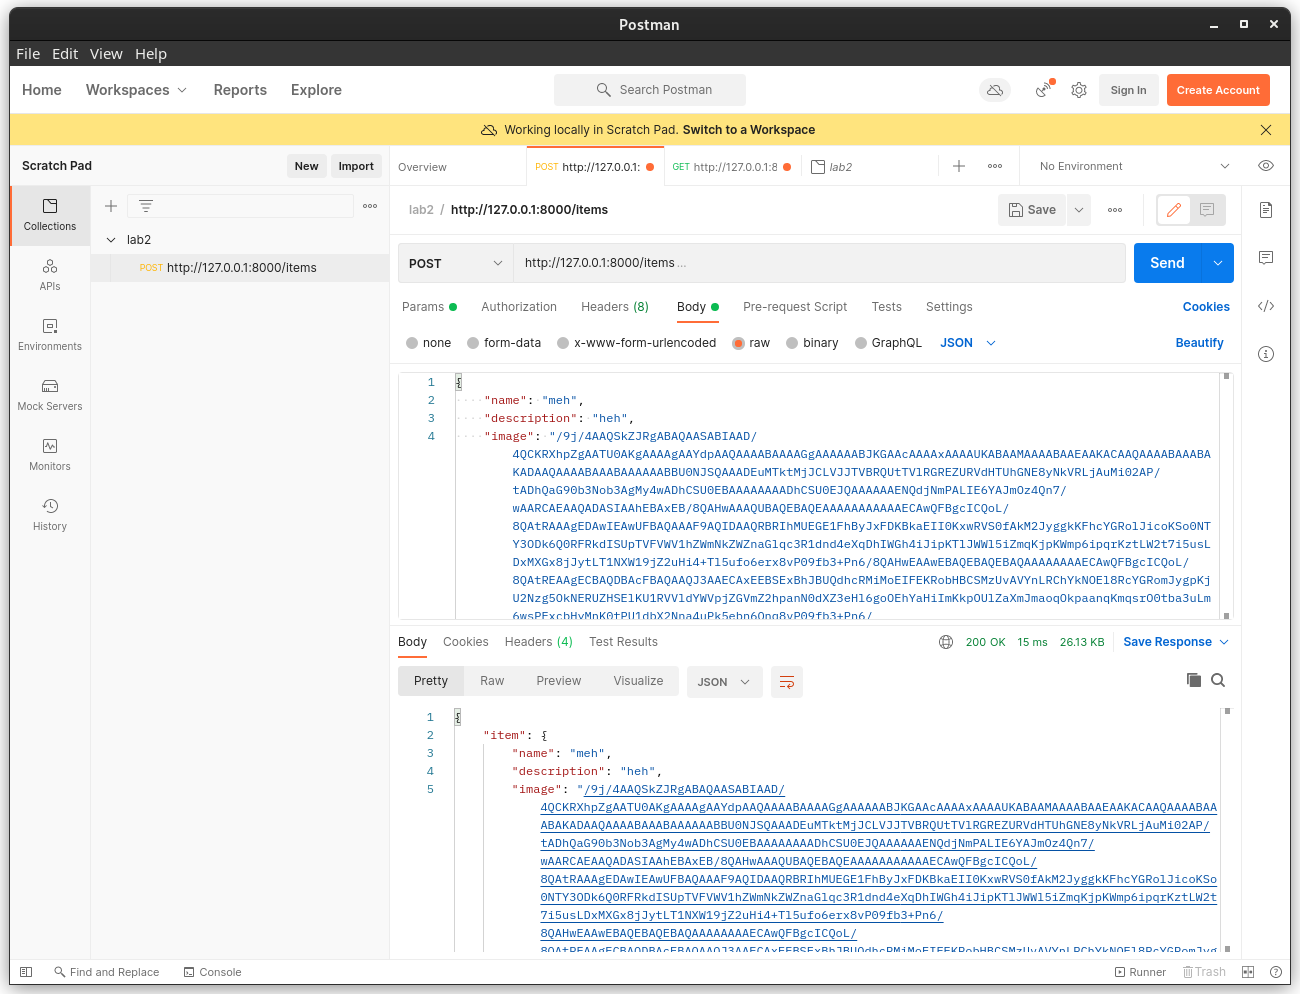 Postman
File Edit View Help
Home Workspaces Reports Explore Search Postman Sign In Create Account
Working locally in Scratch Pad. Switch to a Workspace
Scratch Pad New Import Overview POST http://127.0.0.1: GET http://127.0.0.1:8 lab2 No Environment
Collections
APIs
Environments
Mock Servers
Monitors
History
lab2
POST http://127.0.0.1:8000/items
lab2 / http://127.0.0.1:8000/items Save
POST http://127.0.0.1:8000/items ... Send
Params Authorization Headers (8) Body Pre-request Script Tests Settings Cookies
none form-data x-www-form-urlencoded raw binary GraphQL JSON Beautify
1 {
2 "name": "meh",
3 "description": "heh",
4 "image": "/9j/4AAQSkZJRgABAQAASABIAAD/
4QCKRXhpZgAATU0AKgAAAAgAAYdpAAQAAAABAAAAGgAAAAAABJKGAAcAAAAxAAAAUKABAAMAAAABAAEAAKACAAQAAAABAAABA
KADAAQAAAABAAABAAAAAABBU0NJSQAAADEuMTktMjJCLVJJTVBRQUtTVlRGREZURVdHTUhGNE8yNkVRLjAuMi02AP/
tADhQaG90b3Nob3AgMy4wADhCSU0EBAAAAAAAADhCSU0EJQAAAAAAENQdjNmPALIE6YAJmOz4Qn7/
wAARCAEAAQADASIAAhEBAxEB/8QAHwAAAQUBAQEBAQEAAAAAAAAAAAECAwQFBgcICQoL/
8QAtRAAAgEDAwIEAwUFBAQAAAF9AQIDAAQRBRIhMUEGE1FhByJxFDKBkaEII0KxwRVS0fAkM2JyggkKFhcYGRolJicoKSo0NT
Y3ODk6Q0RFRkdISUpTVFVWV1hZWmNkZWZnaGlqc3R1dnd4eXqDhIWGh4iJipKTlJWWl5iZmqKjpKWmp6ipqrKztLW2t7i5usL
DxMXGx8jJytLT1NXW19jZ2uHi4+Tl5ufo6erx8vP09fb3+Pn6/8QAHwEAAwEBAQEBAQEBAQAAAAAAAAECAwQFBgcICQoL/
8QAtREAAgECBAQDBAcFBAQAAQJ3AAECAxEEBSExBhJBUQdhcRMiMoEIFEKRobHBCSMzUvAVYnLRChYkNOEl8RcYGRomJygpKj
U2Nzg5OkNERUZHSElKU1RVVldYWVpjZGVmZ2hpanN0dXZ3eHl6goOEhYaHiImKkpOUlZaXmJmaoqOkpaanqKmqsrO0tba3uLm
6wsPExcbHyMnK0tPU1dbX2Nna4uPk5ebn6Onq8vP09fb3+Pn6/
Body Cookies Headers (4) Test Results 200 OK 15 ms 26.13 KB Save Response
Pretty Raw Preview Visualize JSON
1 {
2 "item": {
3 "name": "meh",
4 "description": "heh",
5 "image": "/9j/4AAQSkZJRgABAQAASABIAAD/
4QCKRXhpZgAATU0AKgAAAAgAAYdpAAQAAAABAAAAGgAAAAAABJKGAAcAAAAxAAAAUKABAAMAAAABAAEAAKACAAQAAAABAA
ABAKADAAQAAAABAAABAAAAAABBU0NJSQAAADEuMTktMjJCLVJJTVBRQUtTVlRGREZURVdHTUhGNE8yNkVRLjAuMi02AP/
tADhQaG90b3Nob3AgMy4wADhCSU0EBAAAAAAAADhCSU0EJQAAAAAAENQdjNmPALIE6YAJmOz4Qn7/
wAARCAEAAQADASIAAhEBAxEB/8QAHwAAAQUBAQEBAQEAAAAAAAAAAAECAwQFBgcICQoL/
8QAtRAAAgEDAwIEAwUFBAQAAAF9AQIDAAQRBRIhMUEGE1FhByJxFDKBkaEII0KxwRVS0fAkM2JyggkKFhcYGRolJicoKSo
0NTY3ODk6Q0RFRkdISUpTVFVWV1hZWmNkZWZnaGlqc3R1dnd4eXqDhIWGh4iJipKTlJWWl5iZmqKjpKWmp6ipqrKztLW2t
7i5usLDxMXGx8jJytLT1NXW19jZ2uHi4+Tl5ufo6erx8vP09fb3+Pn6/
8QAHwEAAwEBAQEBAQEBAQAAAAAAAAECAwQFBgcICQoL/
8QAtREAAgECBAQDBAcFBAQAAQJ3AAECAxEEBSExBhJBUQdhcRMiMoEIFEKRobHBCSMzUvAVYnLRChYkNOEl8RcYGRomJyg
Find and Replace Console Runner Trash